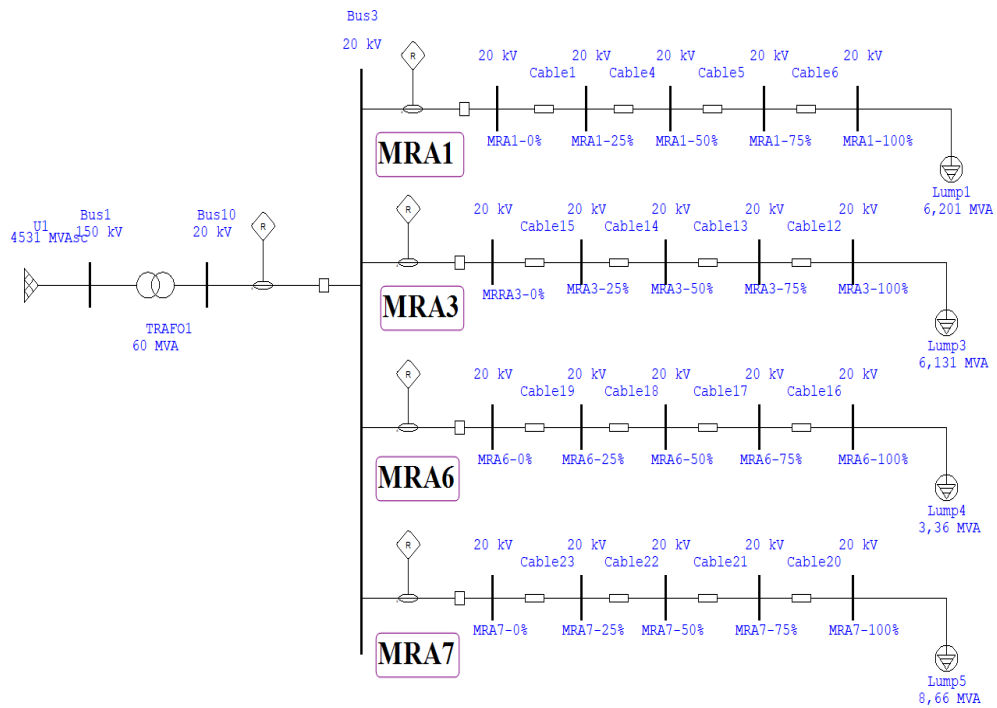 Bus3
20 kV
R
20 kV 20 kV 20 kV 20 kV 20 kV
Cable1 Cable4 Cable5 Cable6
MRA1
MRA1-0% MRA1-25% MRA1-50% MRA1-75% MRA1-100%
Lump1
6,201 MVA
U1
4531 MVAsc
Bus1
150 kV
Bus10
20 kV
R
TRAFO1
60 MVA
R
20 kV 20 kV 20 kV 20 kV 20 kV
Cable15 Cable14 Cable13 Cable12
MRA3
MRRA3-0% MRA3-25% MRA3-50% MRA3-75% MRA3-100%
Lump3
6,131 MVA
R
20 kV 20 kV 20 kV 20 kV 20 kV
Cable19 Cable18 Cable17 Cable16
MRA6
MRA6-0% MRA6-25% MRA6-50% MRA6-75% MRA6-100%
Lump4
3,36 MVA
R
20 kV 20 kV 20 kV 20 kV 20 kV
Cable23 Cable22 Cable21 Cable20
MRA7
MRA7-0% MRA7-25% MRA7-50% MRA7-75% MRA7-100%
Lump5
8,66 MVA